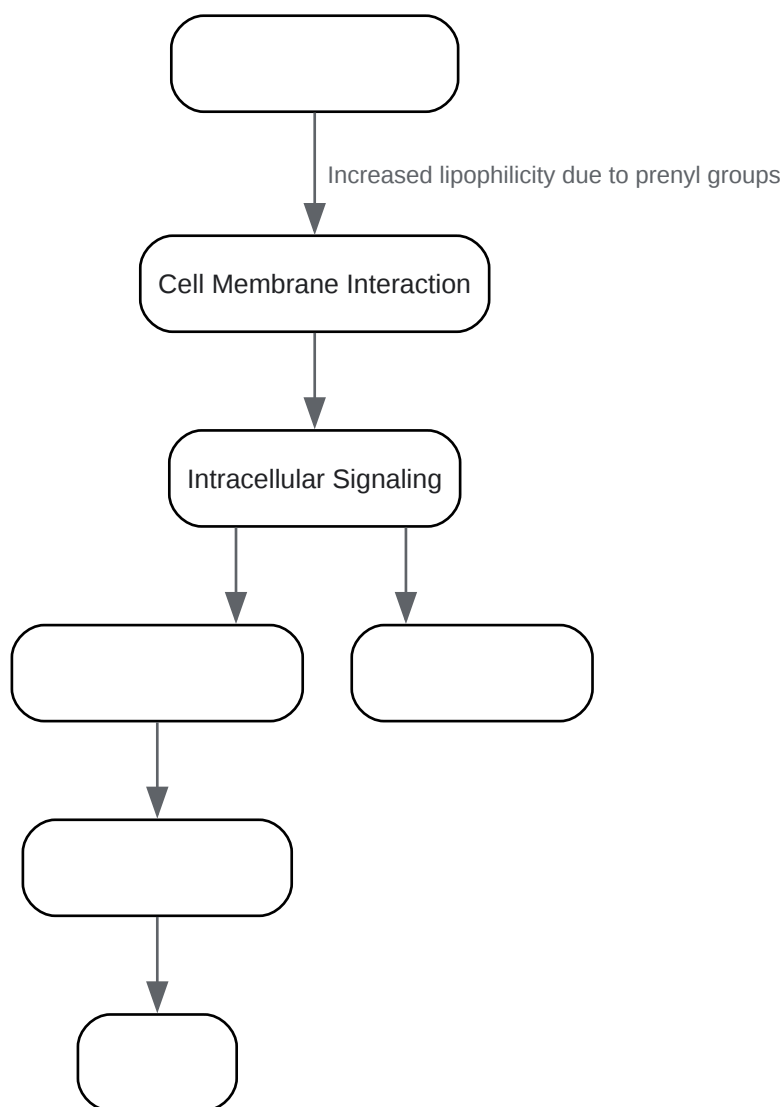 Increased lipophilicity due to prenyl groups
Cell Membrane Interaction
Intracellular Signaling